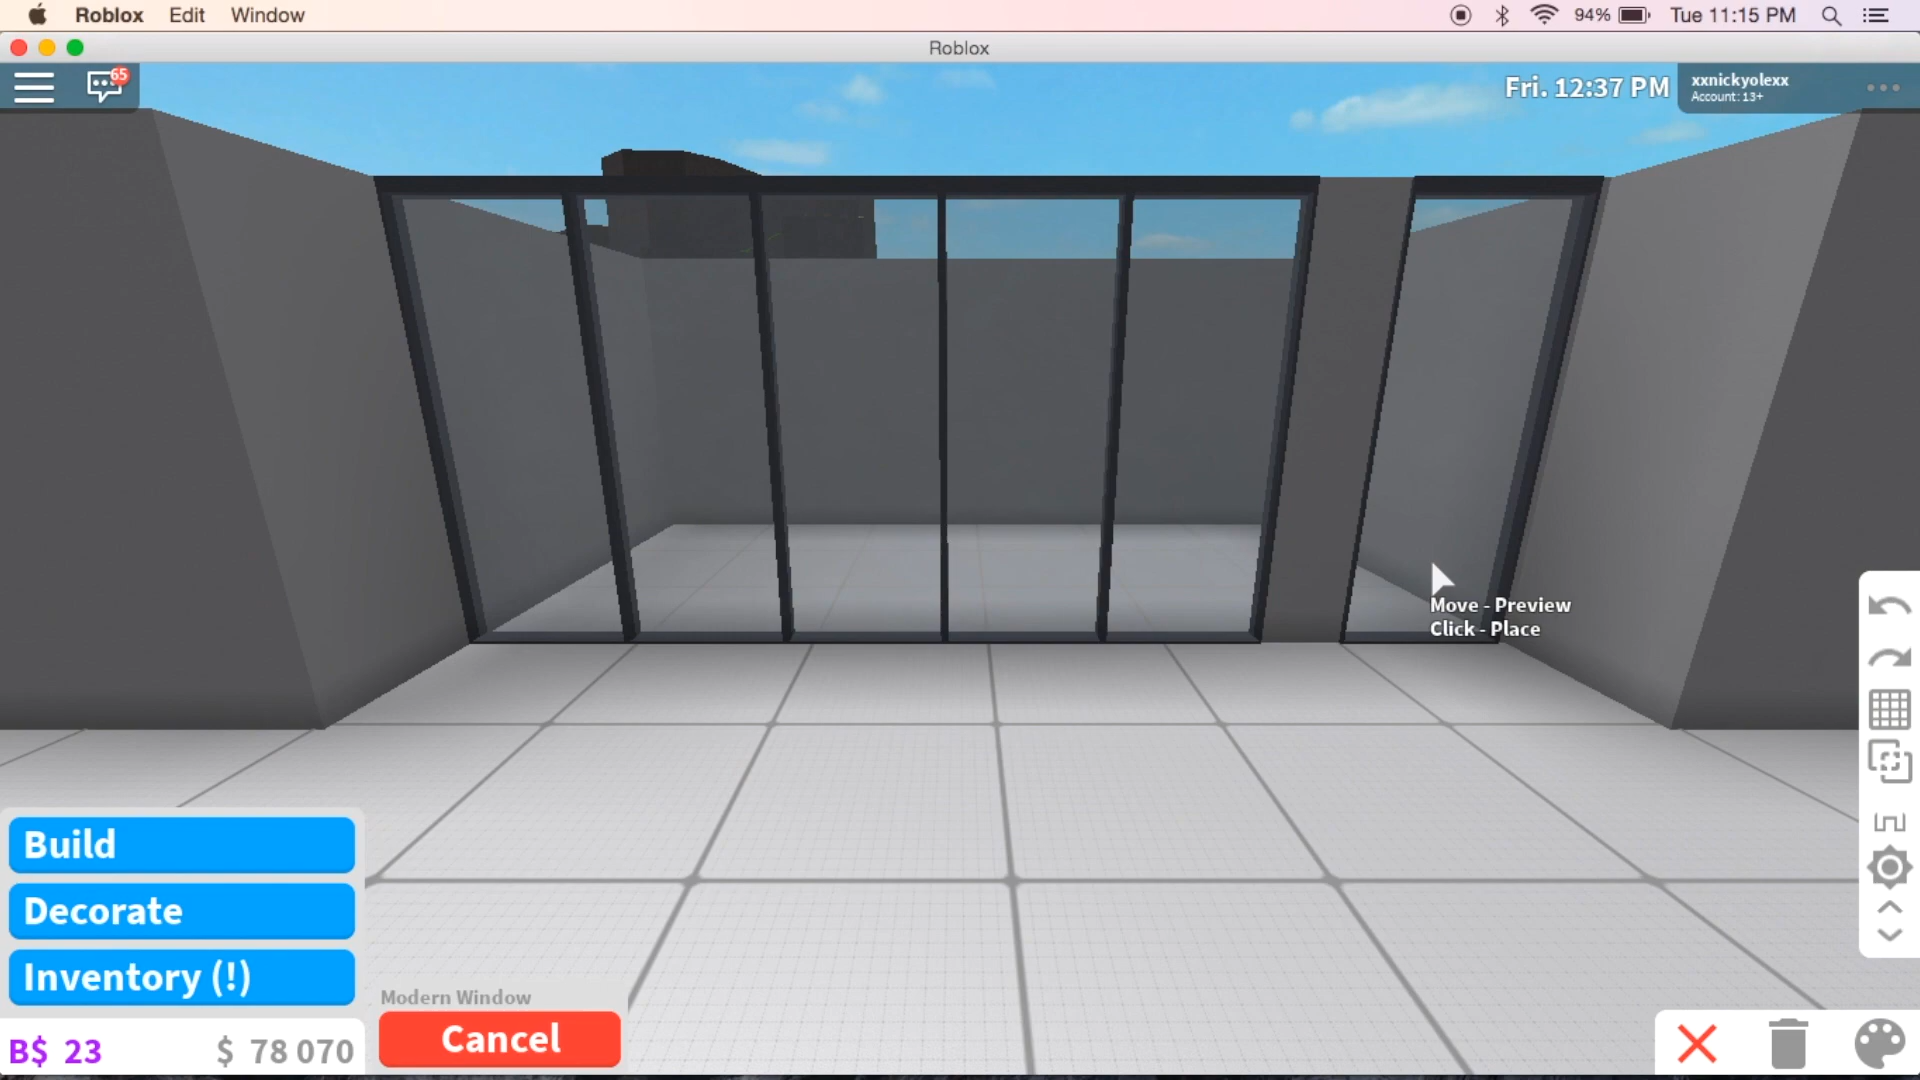 Roblox Edit Window
94% Tue 11:15 PM
Roblox
65
Fri. 12:37 PM
xxnickyolexx
Account: 13+
Move - Preview
Click - Place
Build
Decorate
Inventory (!)
Modern Window
Cancel
B$ 23 $ 78 070